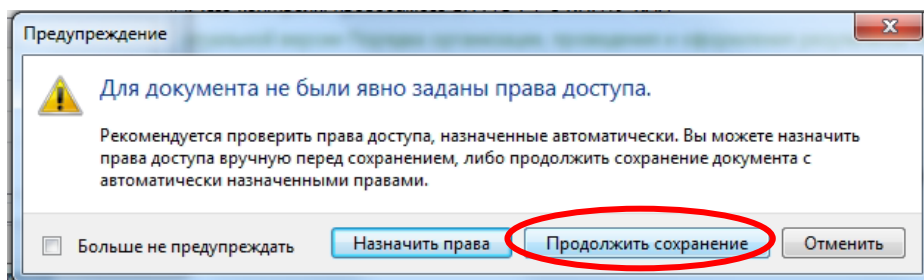 Предупреждение
Для документа не были явно заданы права доступа.
Рекомендуется проверить права доступа, назначенные автоматически. Вы можете назначить
права доступа вручную перед сохранением, либо продолжить сохранение документа с
автоматически назначенными правами.
Больше не предупреждать Назначить права Продолжить сохранение Отменить